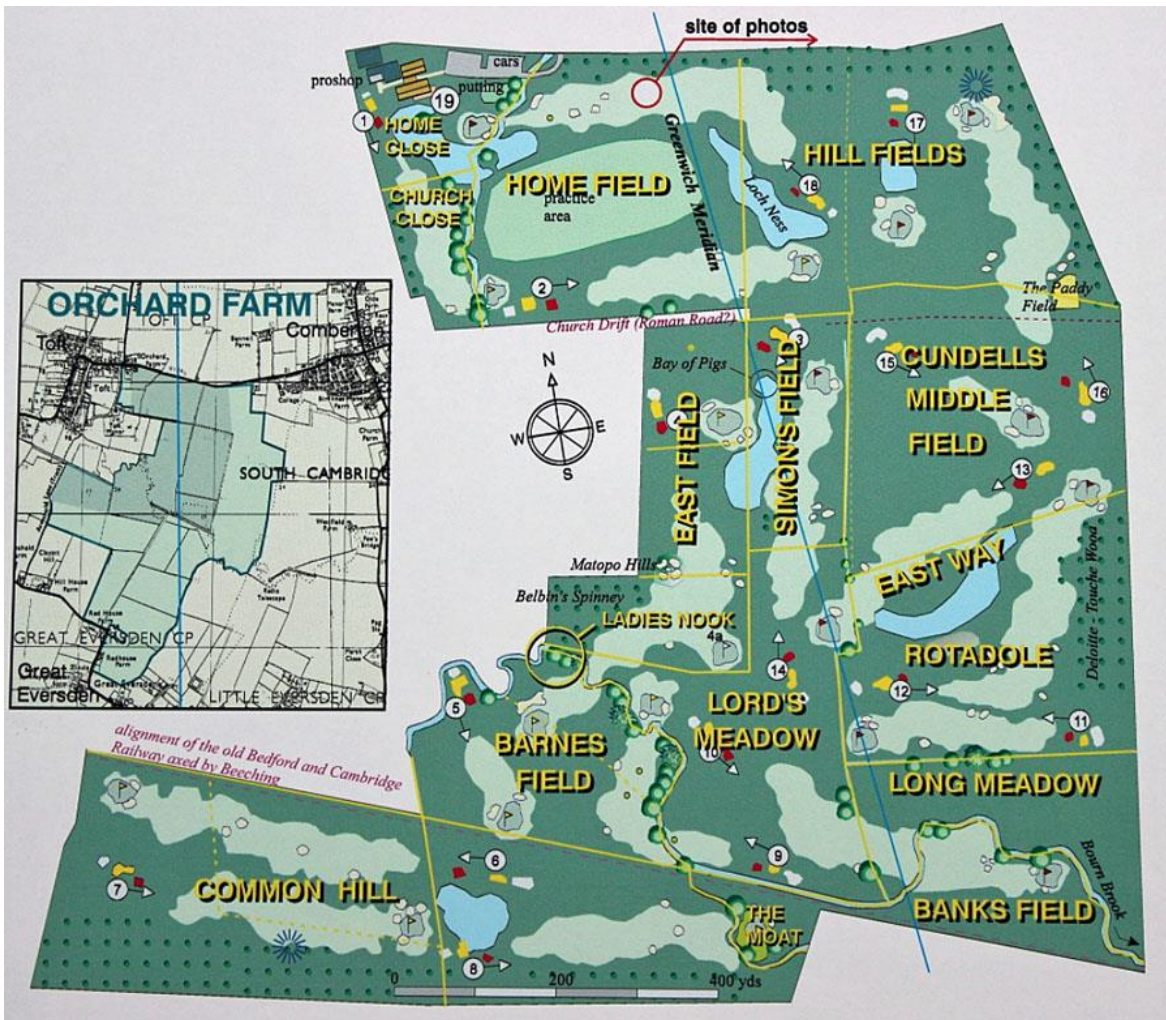 site of photos
cars
proshop
putting
19
1
HOME
CLOSE
Greenwich Meridian
17
HILL FIELDS
HOME FIELD
practice
area
CHURCH
CLOSE
18
Loch Ness
2
The Paddy
Field
Church Drift (Roman Road?)
ORCHARD FARM
TOFT CP
Comberton
Toft
Toft
SOUTH CAMBRIDG
GREAT EVERSDEN CP
Great
Eversden
LITTLE EVERSDEN CP
N
W
E
S
3
Bay of Pigs
15
CUNDELLS
MIDDLE
FIELD
16
EAST FIELD
SIMON'S FIELD
13
Matopo Hills
EAST WAY
Belbin's Spinney
LADIES NOOK
4a
ROTADOLE
Deloitte Touche Wood
14
12
5
LORD'S
MEADOW
10
11
BARNES
FIELD
LONG MEADOW
alignment of the old Bedford and Cambridge
Railway axed by Beeching
9
6
7
COMMON HILL
BANKS FIELD
Bourn Brook
THE
MOAT
8
0
200
400 yds